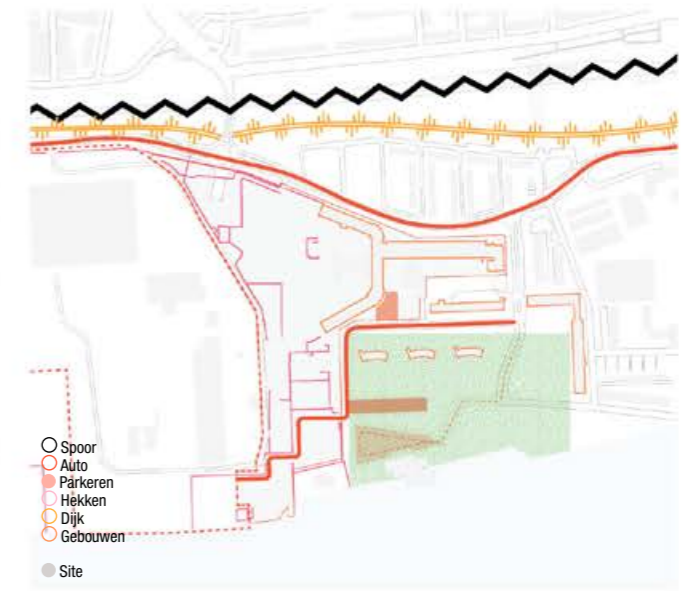 Spoor
Auto
Parkeren
Hekken
Dijk
Gebouwen
Site